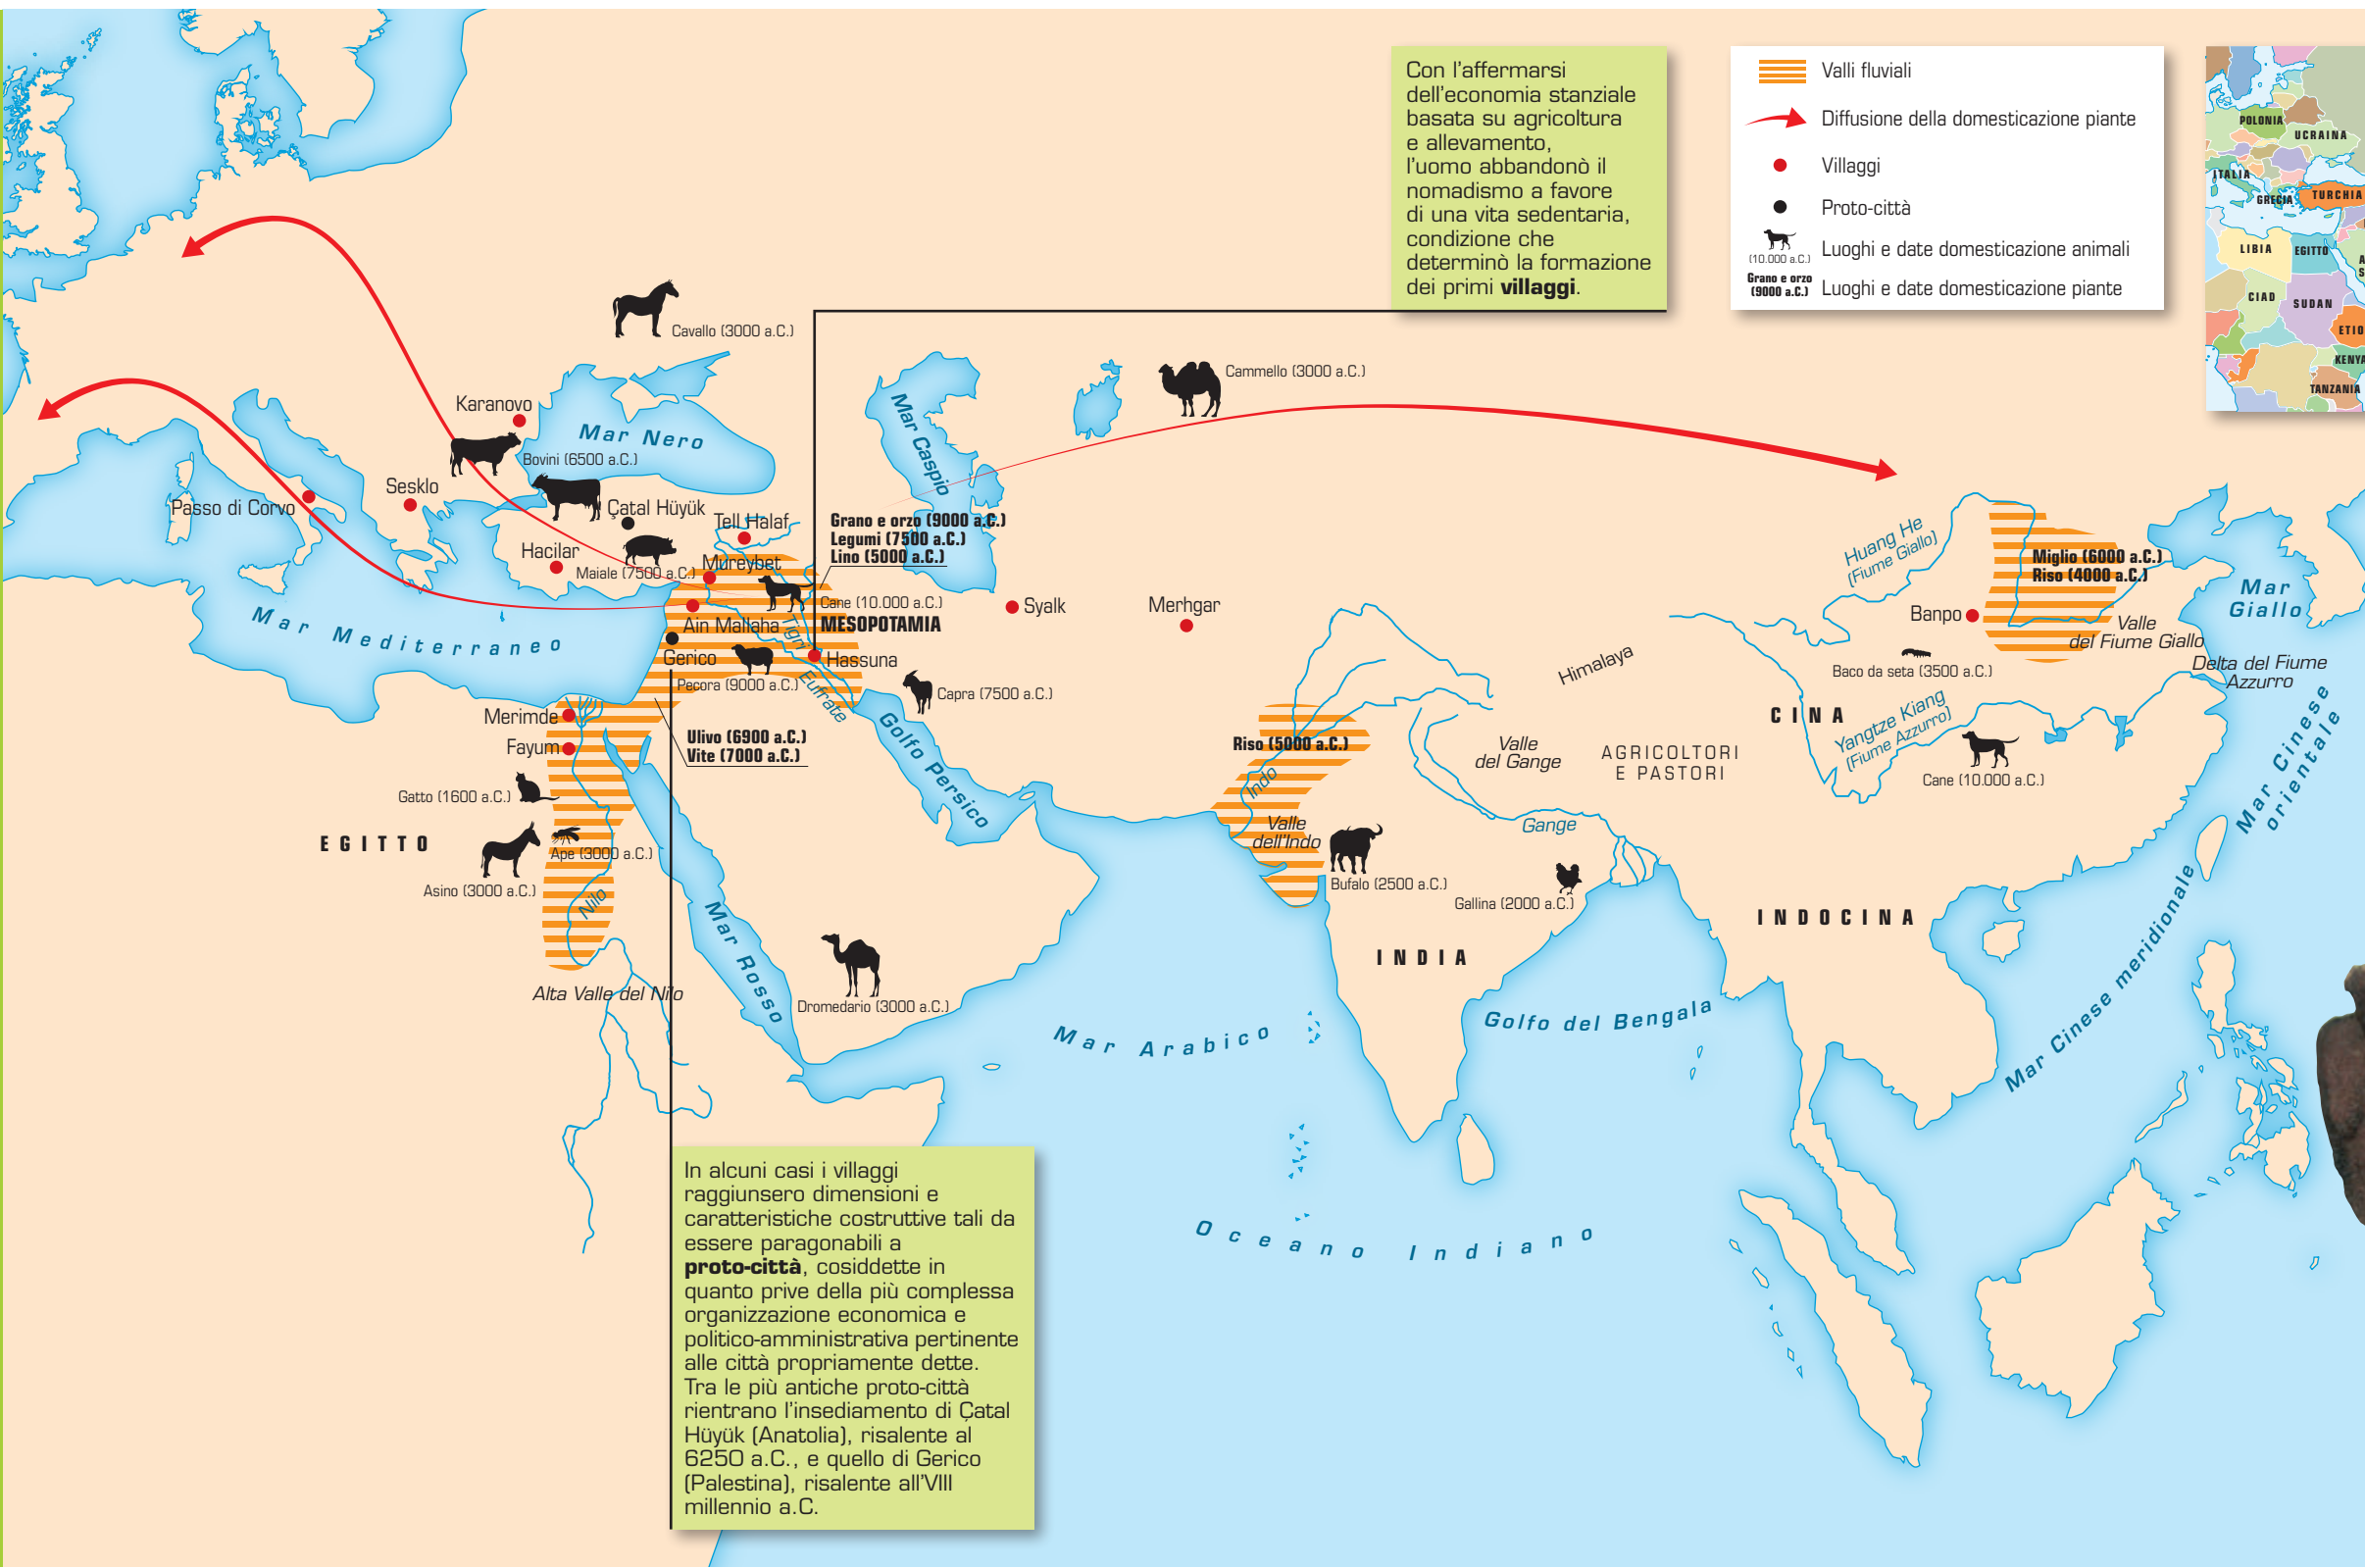 Con l'affermarsi
dell'economia stanziale
basata su agricoltura
e allevamento,
l'uomo abbandonò il
nomadismo a favore
di una vita sedentaria,
condizione che
determinò la formazione
dei primi villaggi.
Valli fluviali
Diffusione della domesticazione piante
Villaggi
Proto-città
(10.000 a.C.)
Luoghi e date domesticazione animali
Grano e orzo
(9000 a.C.)
Luoghi e date domesticazione piante
POLONIA
UCRAINA
ITALIA
GRECIA
TURCHIA
LIBIA
EGITTO
CIAD
SUDAN
ETIO
KENYA
TANZANIA
Cavallo (3000 a.C.)
Cammello (3000 a.C.)
Karanovo
Mar Nero
Mar Caspio
Bovini (6500 a.C.)
Sesklo
Passo di Corvo
Çatal Hüyük
Tell Halaf
Grano e orzo (9000 a.C.)
Legumi (7500 a.C.)
Lino (5000 a.C.)
Hacilar
Maiale (7500 a.C.)
Mureybet
Cane (10.000 a.C.)
MESOPOTAMIA
Tigri
Ain Mallaha
Gerico
Hassuna
Pecora (9000 a.C.)
Eufrate
Capra (7500 a.C.)
Syalk
Merhgar
Mar Mediterraneo
Merimde
Fayum
Ulivo (6900 a.C.)
Vite (7000 a.C.)
Golfo Persico
Gatto (1600 a.C.)
EGITTO
Ape (3000 a.C.)
Asino (3000 a.C.)
Nilo
Alta Valle del Nilo
Mar Rosso
Dromedario (3000 a.C.)
Mar Arabico
Himalaya
Riso (5000 a.C.)
Indo
Valle
dell'Indo
Valle
del Gange
AGRICOLTORI
E PASTORI
Gange
Bufalo (2500 a.C.)
Gallina (2000 a.C.)
INDIA
Golfo del Bengala
Huang He
(Fiume Giallo)
Miglio (6000 a.C.)
Riso (4000 a.C.)
Banpo
Valle
del Fiume Giallo
Mar
Giallo
Baco da seta (3500 a.C.)
Delta del Fiume
Azzurro
CINA
Yangtze Kiang
(Fiume Azzurro)
Cane (10.000 a.C.)
Mar Cinese
orientale
INDOCINA
Mar Cinese meridionale
Oceano Indiano
In alcuni casi i villaggi
raggiunsero dimensioni e
caratteristiche costruttive tali da
essere paragonabili a
proto-città, cosiddette in
quanto prive della più complessa
organizzazione economica e
politico-amministrativa pertinente
alle città propriamente dette.
Tra le più antiche proto-città
rientrano l'insediamento di Çatal
Hüyük (Anatolia), risalente al
6250 a.C., e quello di Gerico
(Palestina), risalente all'VIII
millennio a.C.